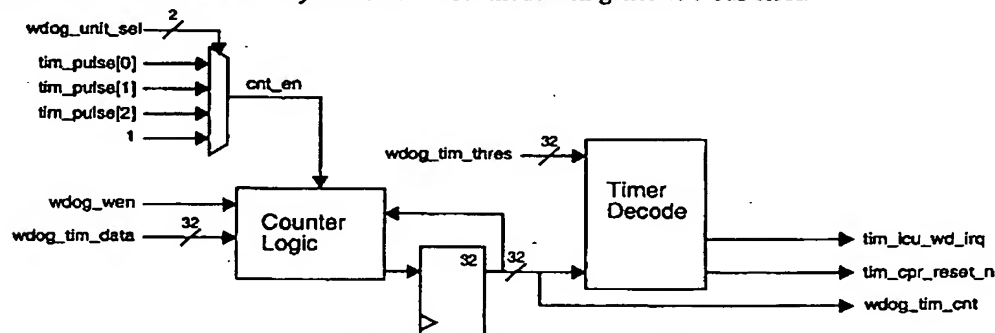 wdog_unit_sel
2
tim_pulse[0]
tim_pulse[1]
tim_pulse[2]
1
cnt_en
wdog_tim_thres
32
Timer
Decode
wdog_wen
wdog_tim_data
32
Counter
Logic
32
32
tim_icu_wd_irq
tim_cpr_reset_n
wdog_tim_cnt